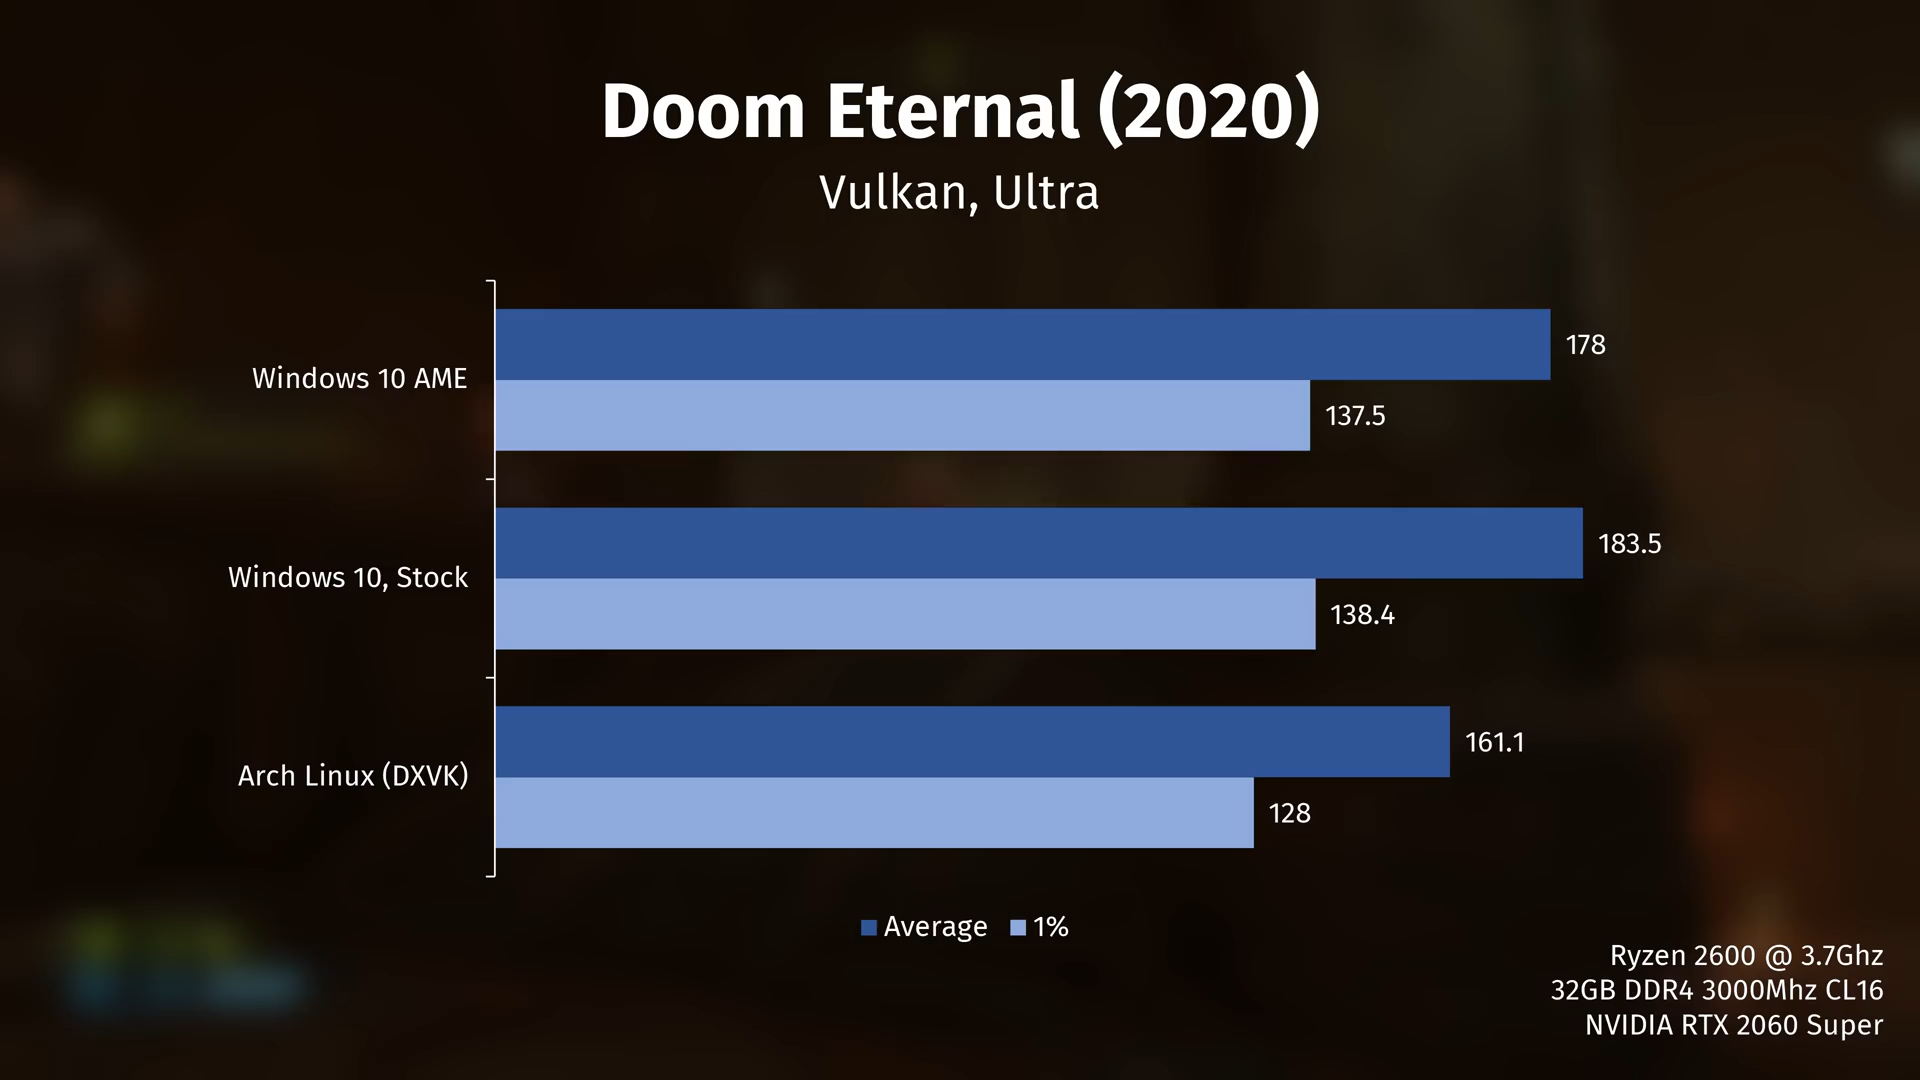 Doom Eternal (2020)
Vulkan, Ultra
Windows 10 AME
178
137.5
Windows 10, Stock
183.5
138.4
Arch Linux (DXVK)
161.1
128
Average 1%
Ryzen 2600 @ 3.7Ghz
32GB DDR4 3000Mhz CL16
NVIDIA RTX 2060 Super